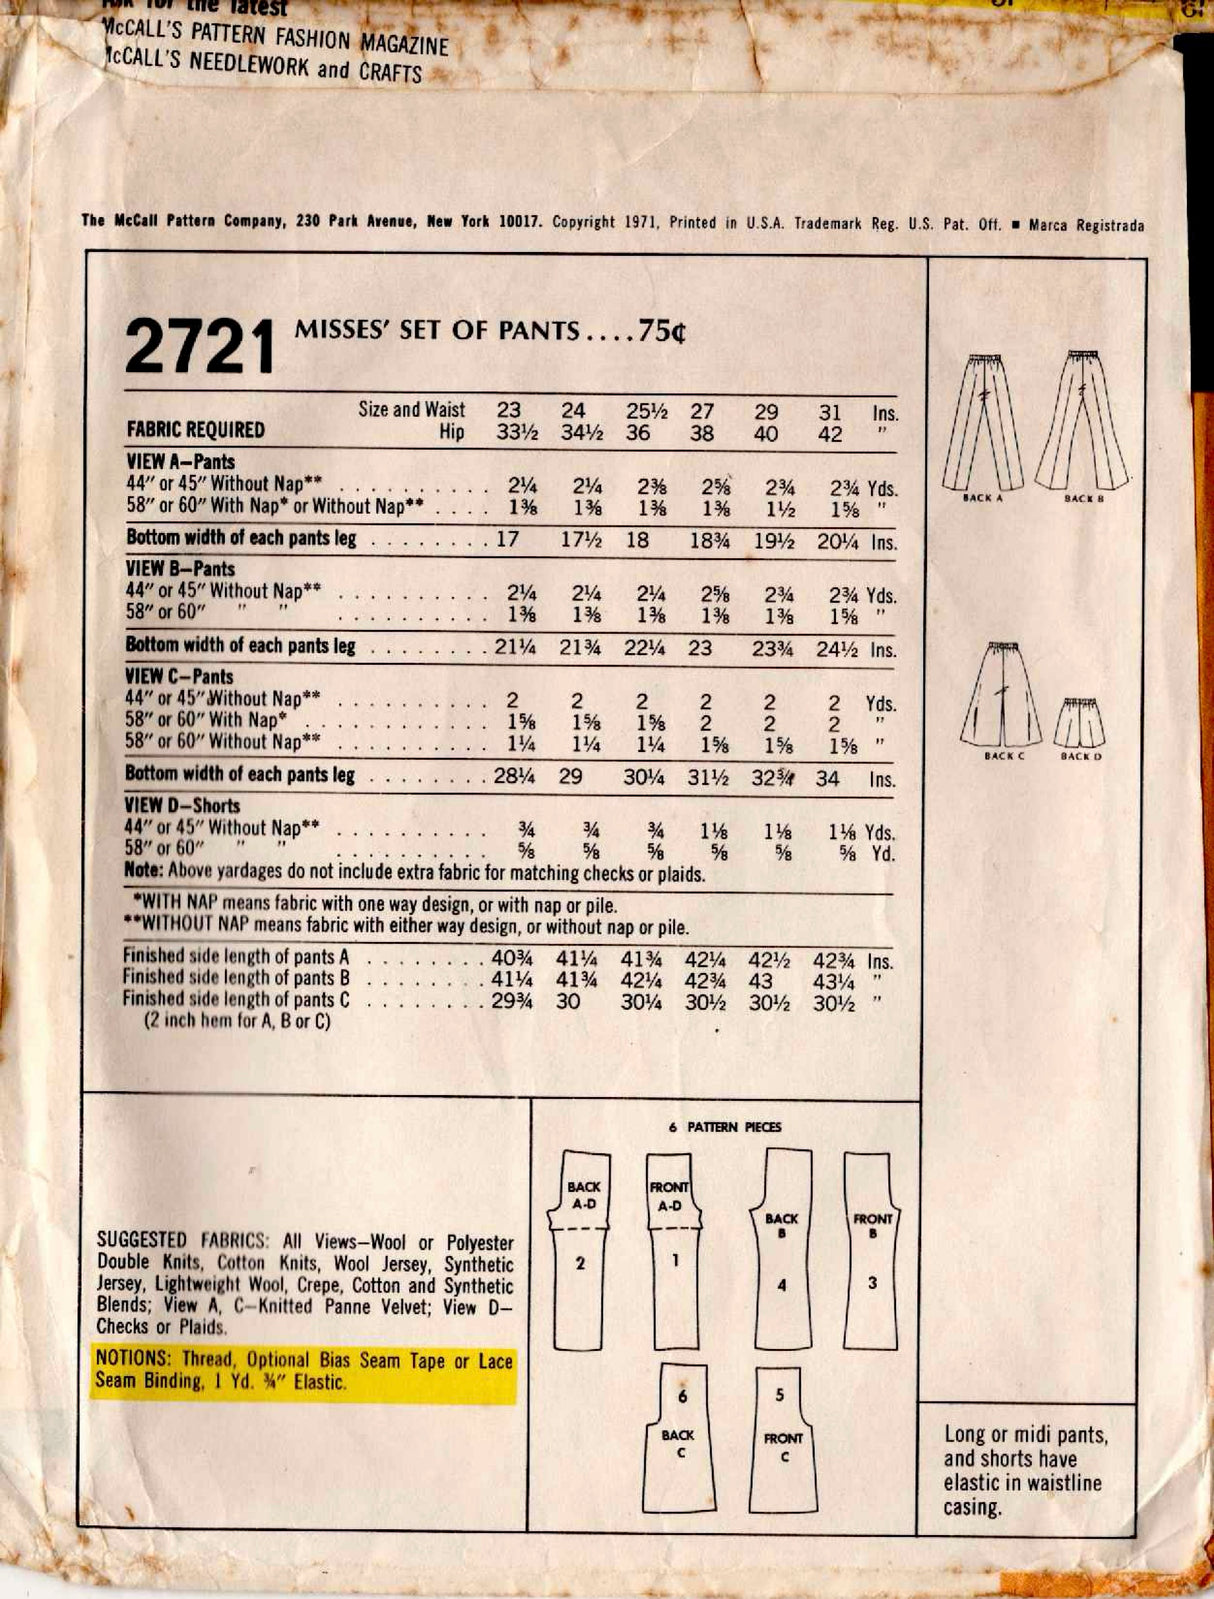 for the latest
McCALL'S PATTERN FASHION MAGAZINE
McCALL'S NEEDLEWORK and CRAFTS
The McCall Pattern Company, 230 Park Avenue, New York 10017. Copyright 1971, Printed in U.S.A. Trademark Reg. U.S. Pat. Off. ■ Marca Registrada
2721 MISSES' SET OF PANTS....75¢
Size and Waist 23 24 25½ 27 29 31 Ins.
FABRIC REQUIRED Hip 33½ 34½ 36 38 40 42 "
VIEW A—Pants
44" or 45" Without Nap** . . . . . . . . . . 2¼ 2¼ 2⅜ 2⅝ 2¾ 2¾ Yds.
58" or 60" With Nap* or Without Nap** . . . . 1⅜ 1⅜ 1⅜ 1⅜ 1½ 1⅝ "
Bottom width of each pants leg . . . . . . . . 17 17½ 18 18¾ 19½ 20¼ Ins.
VIEW B—Pants
44" or 45" Without Nap** . . . . . . . . . . 2¼ 2¼ 2¼ 2⅝ 2¾ 2¾ Yds.
58" or 60" " " . . . . . . . . . . 1⅜ 1⅜ 1⅜ 1⅜ 1⅜ 1⅝ "
Bottom width of each pants leg . . . . . . . . 21¼ 21¾ 22¼ 23 23¾ 24½ Ins.
VIEW C—Pants
44" or 45" Without Nap** . . . . . . . . . . 2 2 2 2 2 2 Yds.
58" or 60" With Nap* . . . . . . . . . . . . 1⅝ 1⅝ 1⅝ 2 2 2 "
58" or 60" Without Nap** . . . . . . . . . . 1¼ 1¼ 1¼ 1⅝ 1⅝ 1⅝ "
Bottom width of each pants leg . . . . . . . . 28¼ 29 30¼ 31½ 32¾ 34 Ins.
VIEW D—Shorts
44" or 45" Without Nap** . . . . . . . . . . ¾ ¾ ¾ 1⅛ 1⅛ 1⅛ Yds.
58" or 60" " " . . . . . . . . . . ⅝ ⅝ ⅝ ⅝ ⅝ ⅝ Yd.
Note: Above yardages do not include extra fabric for matching checks or plaids.
*WITH NAP means fabric with one way design, or with nap or pile.
**WITHOUT NAP means fabric with either way design, or without nap or pile.
Finished side length of pants A . . . . . . . . 40¾ 41¼ 41¾ 42¼ 42½ 42¾ Ins.
Finished side length of pants B . . . . . . . . 41¼ 41¾ 42¼ 42¾ 43 43¼ "
Finished side length of pants C . . . . . . . . 29¾ 30 30¼ 30½ 30½ 30½ "
(2 inch hem for A, B or C)
BACK A
BACK B
BACK C
BACK D
SUGGESTED FABRICS: All Views—Wool or Polyester
Double Knits, Cotton Knits, Wool Jersey, Synthetic
Jersey, Lightweight Wool, Crepe, Cotton and Synthetic
Blends; View A, C—Knitted Panne Velvet; View D—
Checks or Plaids.
NOTIONS: Thread, Optional Bias Seam Tape or Lace
Seam Binding, 1 Yd. ¾" Elastic.
6 PATTERN PIECES
BACK
A-D
2
FRONT
A-D
1
BACK
B
4
FRONT
B
3
6
BACK
C
5
FRONT
C
Long or midi pants,
and shorts have
elastic in waistline
casing.